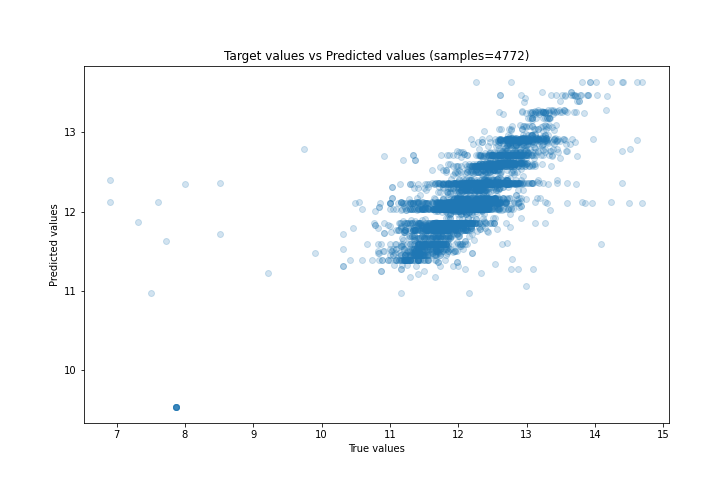 Target values vs Predicted values (samples=4772)
13
12
11
10
Predicted values
7 8 9 10 11 12 13 14 15
True values